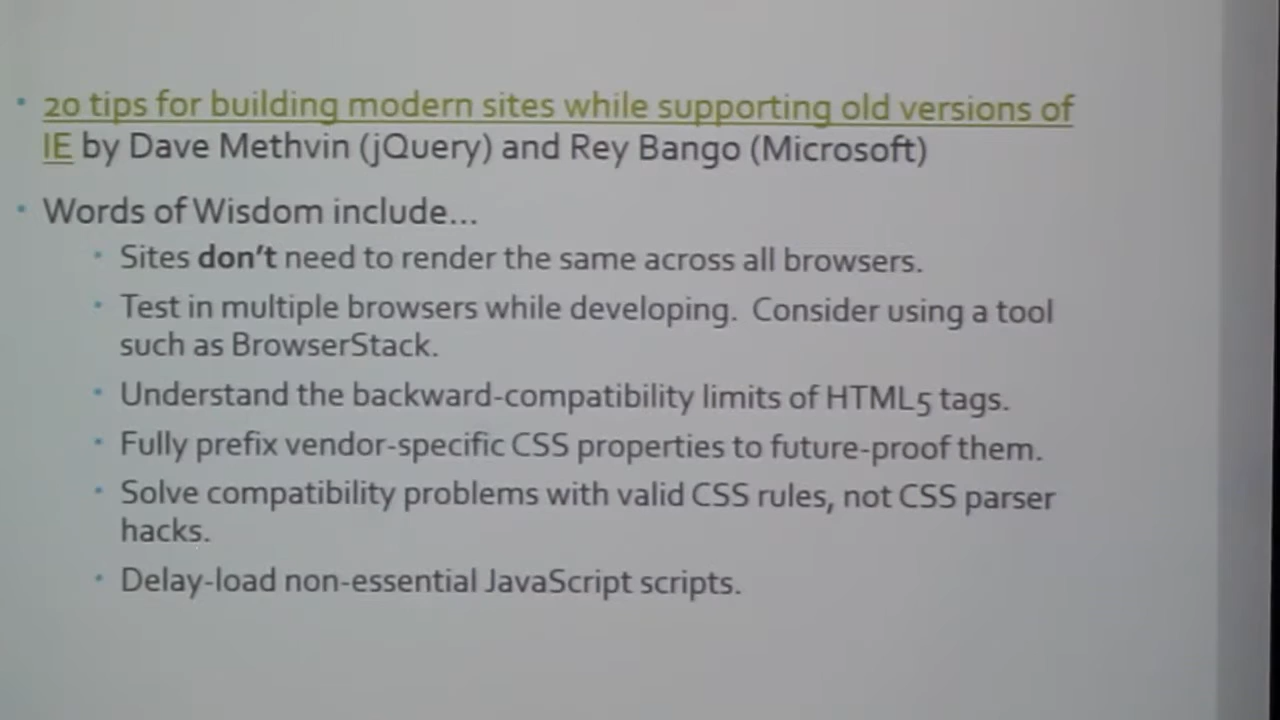 • 20 tips for building modern sites while supporting old versions of
IE by Dave Methvin (jQuery) and Rey Bango (Microsoft)
• Words of Wisdom include...
• Sites don't need to render the same across all browsers.
• Test in multiple browsers while developing. Consider using a tool
such as BrowserStack.
• Understand the backward-compatibility limits of HTML5 tags.
• Fully prefix vendor-specific CSS properties to future-proof them.
• Solve compatibility problems with valid CSS rules, not CSS parser
hacks.
• Delay-load non-essential JavaScript scripts.